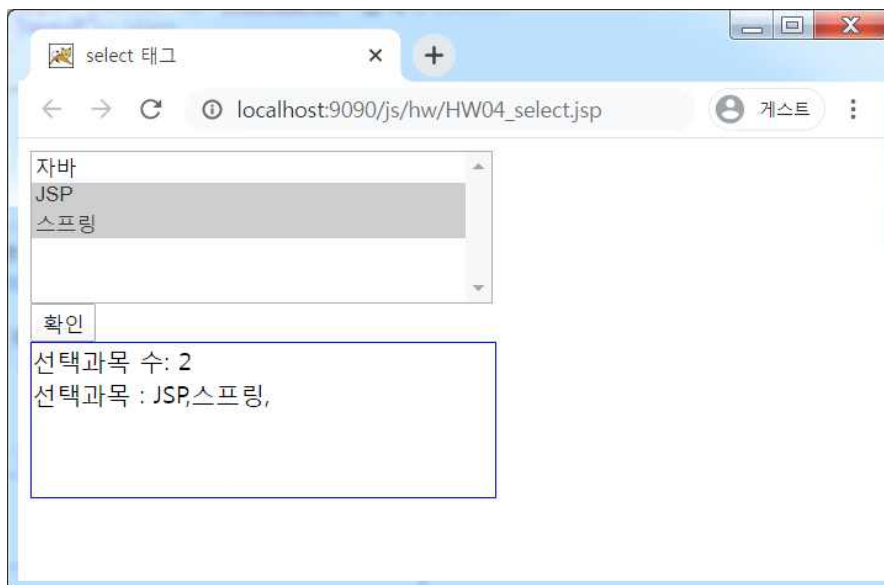 select 태그
localhost:9090/js/hw/HW04_select.jsp
게스트
자바
JSP
스프링
확인
선택과목 수: 2
선택과목 : JSP,스프링,